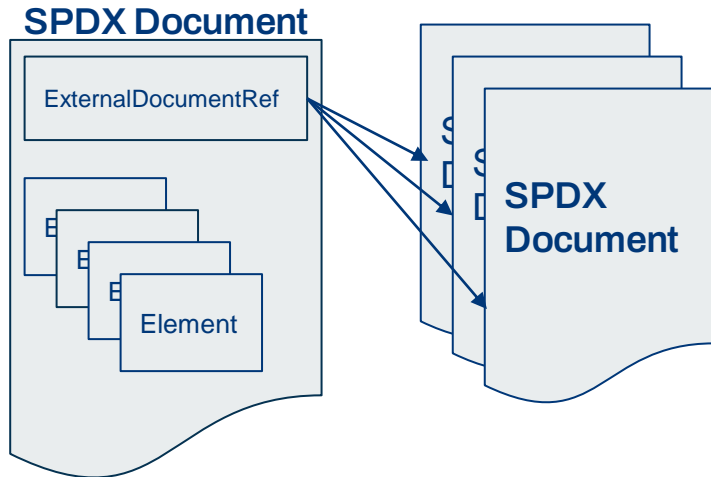 SPDX Document
ExternalDocumentRef
E
E
E
Element
S
D
S
D
SPDX
Document